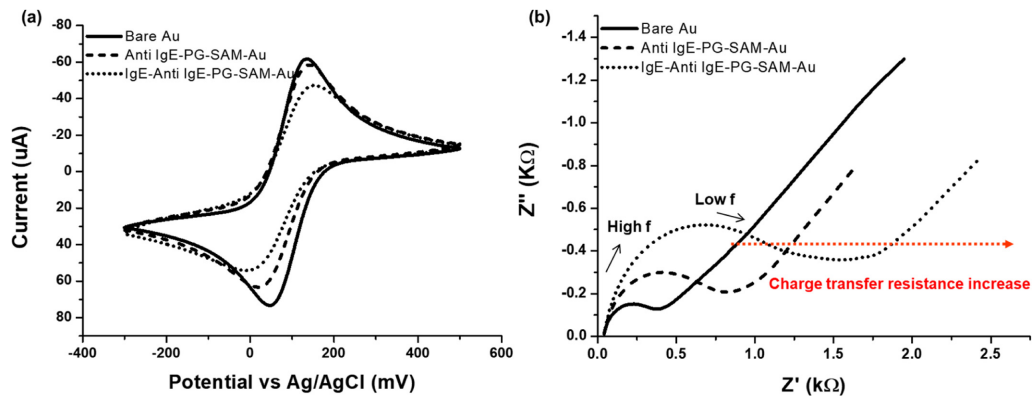 (a)
Bare Au
Anti IgE-PG-SAM-Au
IgE-Anti IgE-PG-SAM-Au
Current (uA)
-80
-60
-40
-20
0
20
40
60
80
-400
-200
0
200
400
600
Potential vs Ag/AgCl (mV)
(b)
Bare Au
Anti IgE-PG-SAM-Au
IgE-Anti IgE-PG-SAM-Au
Z'' (KΩ)
-1.4
-1.2
-1.0
-0.8
-0.6
-0.4
-0.2
0.0
High f
Low f
Charge transfer resistance increase
0.0
0.5
1.0
1.5
2.0
2.5
Z' (kΩ)